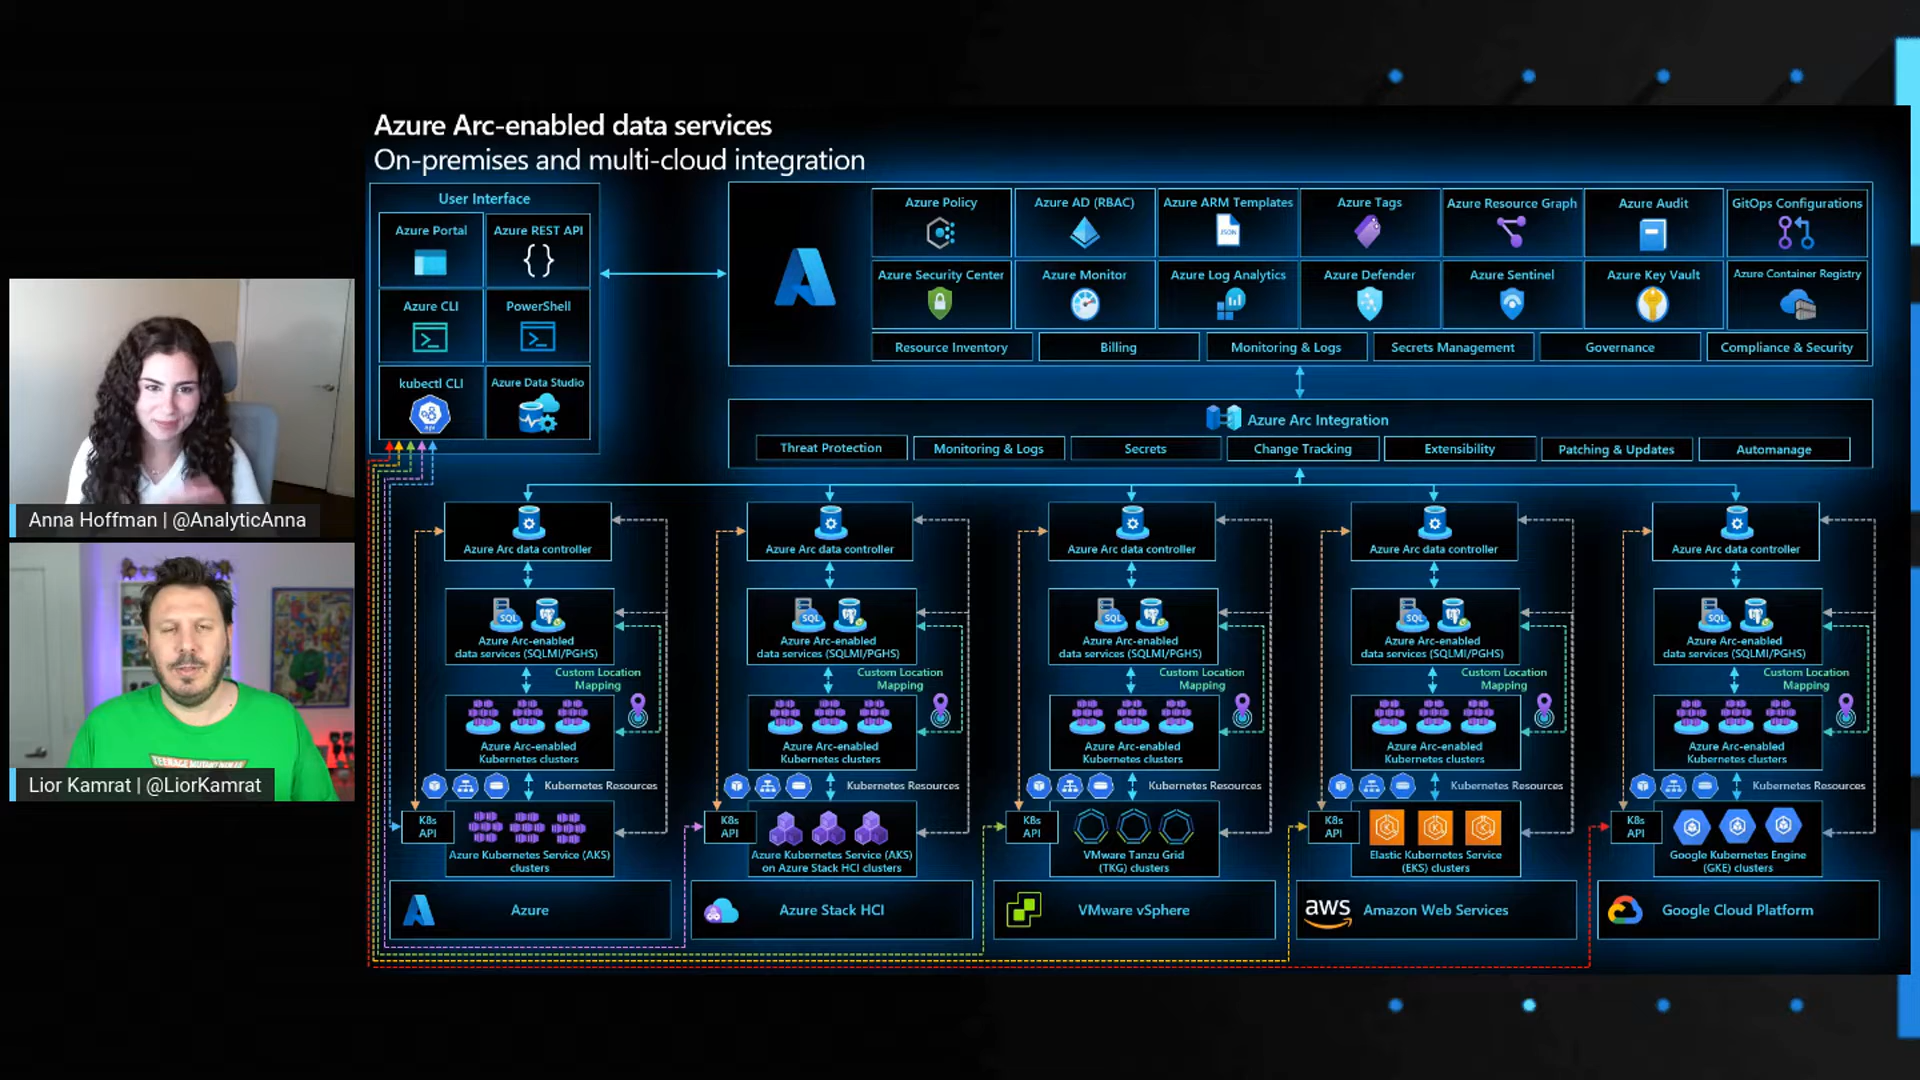 Azure Arc-enabled data services
On-premises and multi-cloud integration
User Interface
Azure Portal
Azure REST API
Azure CLI
PowerShell
kubectl CLI
Azure Data Studio
Azure Policy
Azure AD (RBAC)
Azure ARM Templates
JSON
Azure Tags
Azure Resource Graph
Azure Audit
GitOps Configurations
Azure Security Center
Azure Monitor
Azure Log Analytics
Azure Defender
Azure Sentinel
Azure Key Vault
Azure Container Registry
Resource Inventory
Billing
Monitoring & Logs
Secrets Management
Governance
Compliance & Security
Azure Arc Integration
Threat Protection
Monitoring & Logs
Secrets
Change Tracking
Extensibility
Patching & Updates
Automanage
Azure Arc data controller
SQL
Azure Arc-enabled
data services (SQLMI/PGHS)
Custom Location
Mapping
Azure Arc-enabled
Kubernetes clusters
Kubernetes Resources
K8s
API
Azure Kubernetes Service (AKS)
clusters
Azure
Azure Arc data controller
SQL
Azure Arc-enabled
data services (SQLMI/PGHS)
Custom Location
Mapping
Azure Arc-enabled
Kubernetes clusters
Kubernetes Resources
K8s
API
Azure Kubernetes Service (AKS)
on Azure Stack HCI clusters
Azure Stack HCI
Azure Arc data controller
SQL
Azure Arc-enabled
data services (SQLMI/PGHS)
Custom Location
Mapping
Azure Arc-enabled
Kubernetes clusters
Kubernetes Resources
K8s
API
VMware Tanzu Grid
(TKG) clusters
VMware vSphere
Azure Arc data controller
SQL
Azure Arc-enabled
data services (SQLMI/PGHS)
Custom Location
Mapping
Azure Arc-enabled
Kubernetes clusters
Kubernetes Resources
K8s
API
Elastic Kubernetes Service
(EKS) clusters
aws
Amazon Web Services
Azure Arc data controller
SQL
Azure Arc-enabled
data services (SQLMI/PGHS)
Custom Location
Mapping
Azure Arc-enabled
Kubernetes clusters
Kubernetes Resources
K8s
API
Google Kubernetes Engine
(GKE) clusters
Google Cloud Platform
Anna Hoffman | @AnalyticAnna
Lior Kamrat | @LiorKamrat